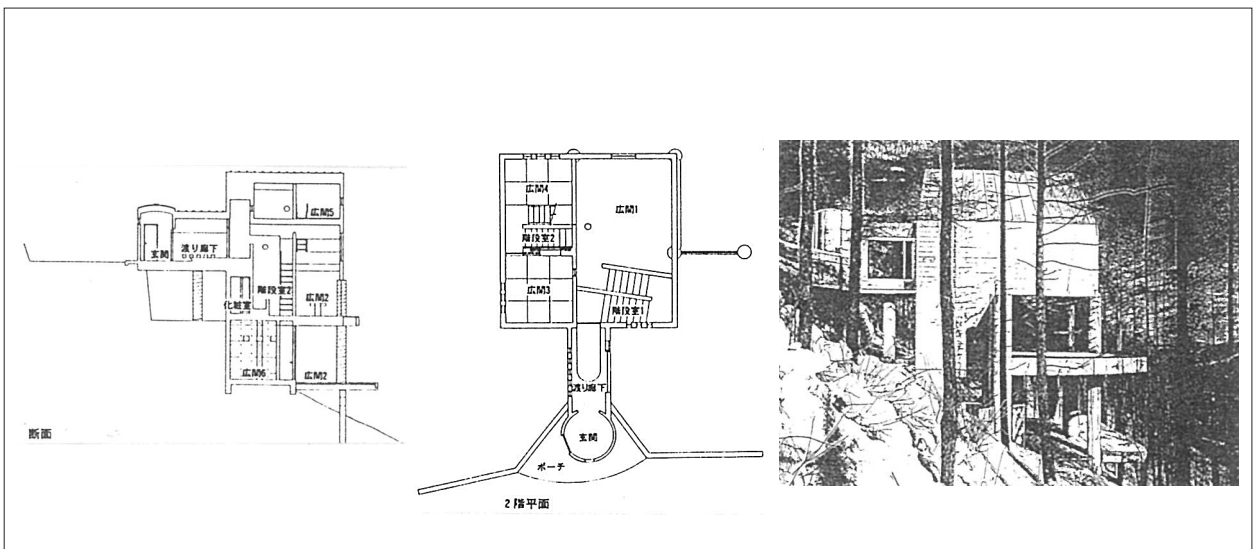 広間5
渡り廊下
玄関
階段室2
広間2
化粧室
広間6
広間2
断面
広間4
広間1
階段室2
広間3
階段室1
渡り廊下
玄関
ポーチ
2階平面